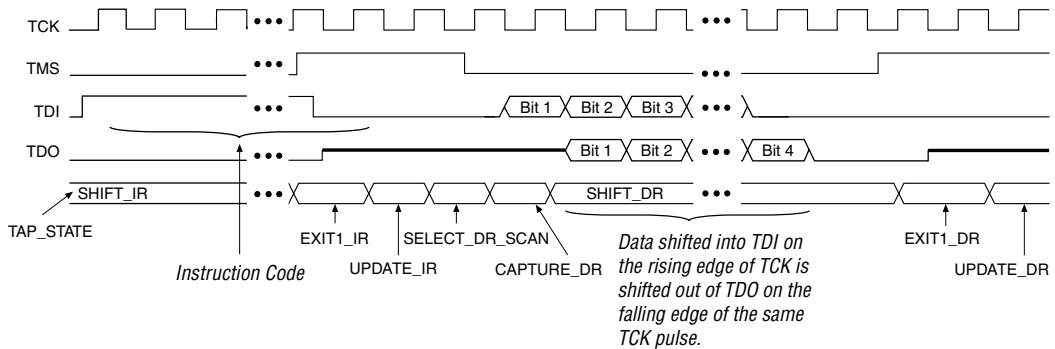 TCK
TMS
TDI
Bit 1 Bit 2 Bit 3
TDO
Bit 1 Bit 2 Bit 4
SHIFT_IR SHIFT_DR
TAP_STATE
EXIT1_IR SELECT_DR_SCAN EXIT1_DR
Instruction Code UPDATE_IR CAPTURE_DR UPDATE_DR
Data shifted into TDI on
the rising edge of TCK is
shifted out of TDO on the
falling edge of the same
TCK pulse.